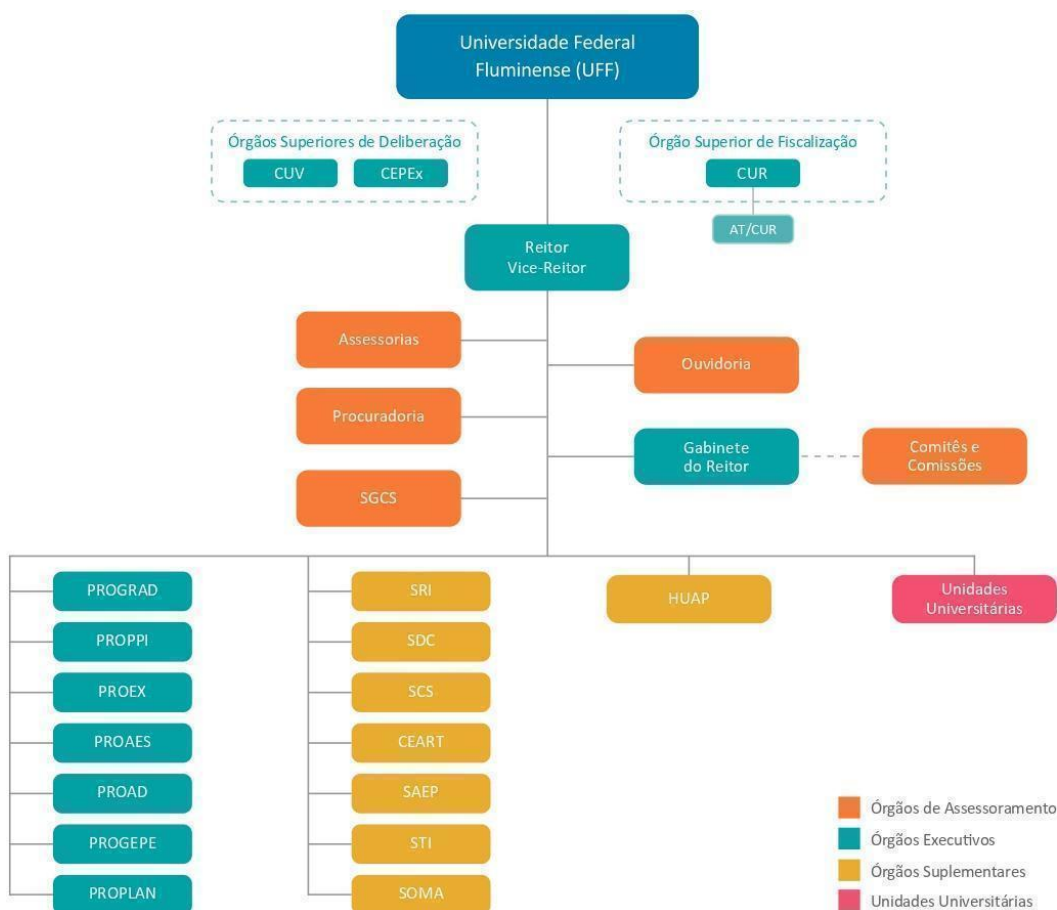 Universidade Federal
Fluminense (UFF)
Órgãos Superiores de Deliberação
CUV
CEPEx
Órgão Superior de Fiscalização
CUR
AT/CUR
Reitor
Vice-Reitor
Assessorias
Ouvidoria
Procuradoria
Gabinete
do Reitor
Comitês e
Comissões
SGCS
PROGRAD
PROPPI
PROEX
PROAES
PROAD
PROGEPE
PROPLAN
SRI
SDC
SCS
CEART
SAEP
STI
SOMA
HUAP
Unidades
Universitárias
Órgãos de Assessoramento
Órgãos Executivos
Órgãos Suplementares
Unidades Universitárias